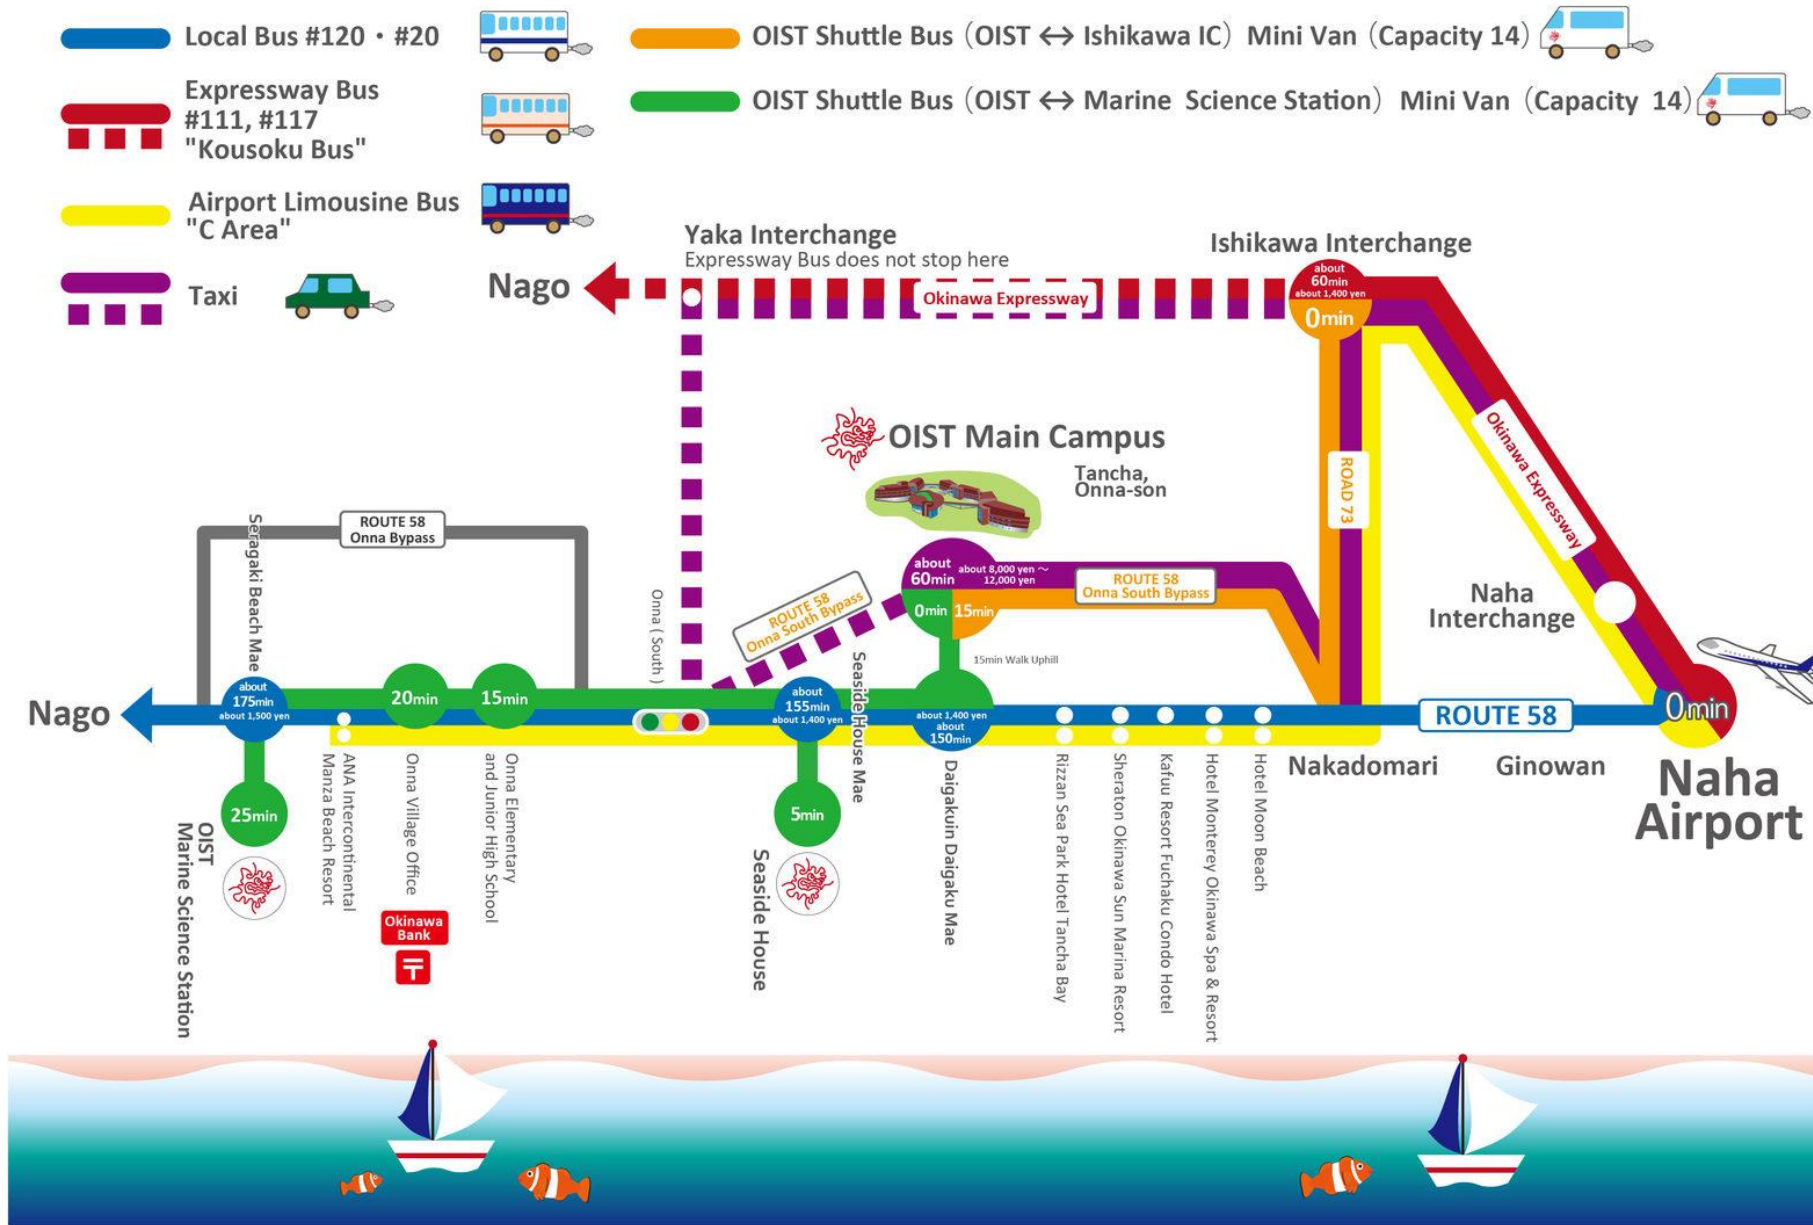 Local Bus #120・#20
Expressway Bus
#111, #117
"Kousoku Bus"
Airport Limousine Bus
"C Area"
Taxi
OIST Shuttle Bus（OIST ↔ Ishikawa IC）Mini Van（Capacity 14）
OIST Shuttle Bus（OIST ↔ Marine Science Station）Mini Van（Capacity 14）
Yaka Interchange
Expressway Bus does not stop here
Nago
Okinawa Expressway
Ishikawa Interchange
about
60min
about 1,400 yen
0min
Okinawa Expressway
ROAD 73
OIST Main Campus
Tancha,
Onna-son
about
60min
about 8,000 yen ～
12,000 yen
0min
15min
ROUTE 58
Onna South Bypass
ROUTE 58
Onna South Bypass
15min Walk Uphill
Naha
Interchange
ROUTE 58
Onna Bypass
Seragaki Beach Mae
Onna ( South )
Seaside House Mae
Nago
about
175min
about 1,500 yen
20min
15min
about
155min
about 1,400 yen
about 1,400 yen
about
150min
ROUTE 58
0min
Nakadomari
Ginowan
Naha
Airport
25min
5min
OIST
Marine Science Station
ANA Intercontinental
Manza Beach Resort
Onna Village Office
Okinawa
Bank
〒
Onna Elementary
and Junior High School
Seaside House
Daigakuin Daigaku Mae
Rizzan Sea Park Hotel Tancha Bay
Sheraton Okinawa Sun Marina Resort
Kafuu Resort Fuchaku Condo Hotel
Hotel Monterey Okinawa Spa & Resort
Hotel Moon Beach